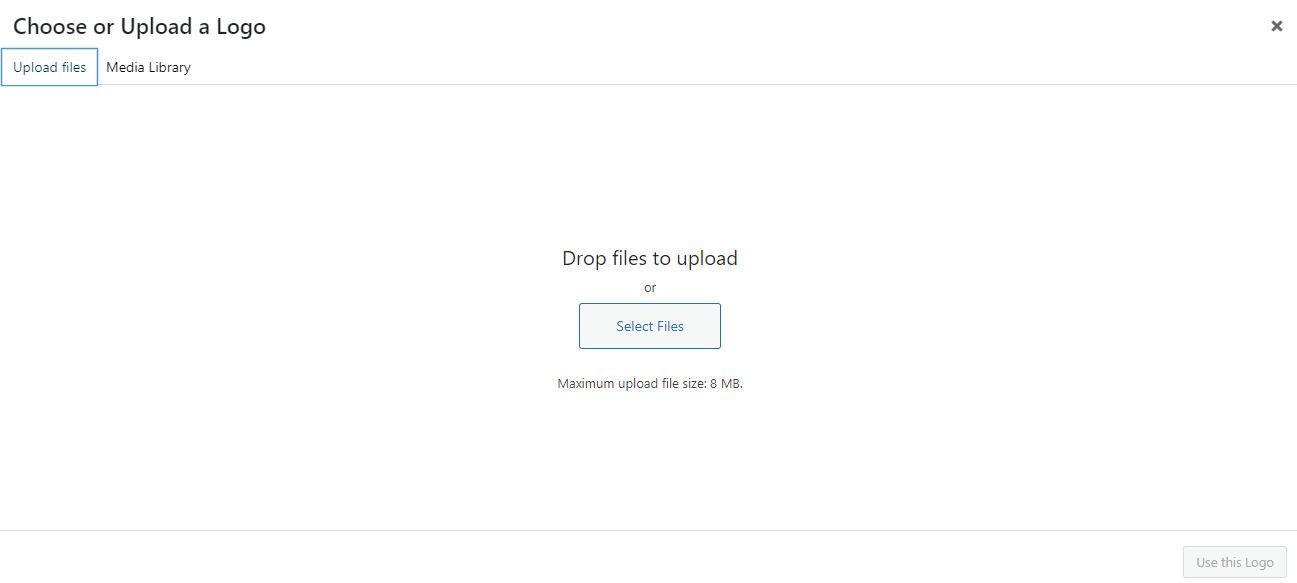 Choose or Upload a Logo
Upload files
Media Library
Drop files to upload
or
Select Files
Maximum upload file size: 8 MB.
Use this Logo